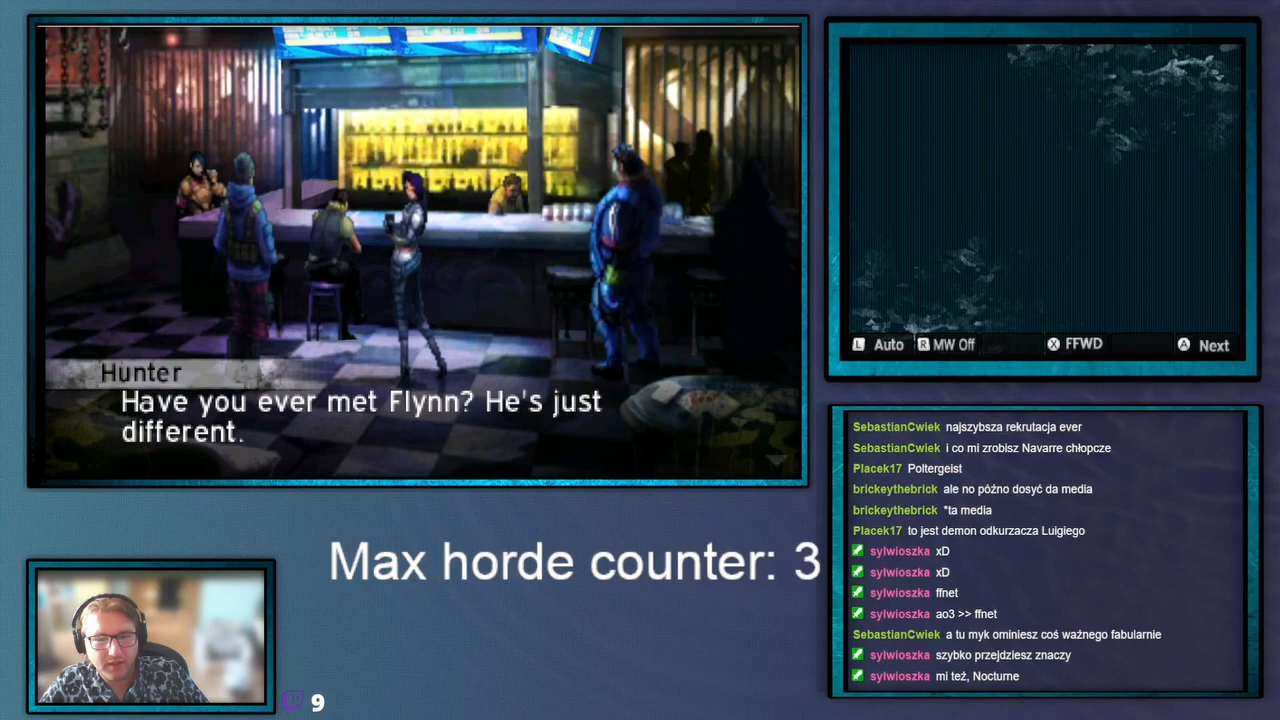 Hunter
Have you ever met Flynn? He's just
different.
L Auto R MW Off X FFWD A Next
Max horde counter: 3
SebastianCwiek najszybsza rekrutacja ever
SebastianCwiek i co mi zrobisz Navarre chłopcze
Placek17 Poltergeist
brickeythebrick ale no późno dosyć da media
brickeythebrick *ta media
Placek17 to jest demon odkurzacza Luigiego
sylwioszka xD
sylwioszka xD
sylwioszka ffnet
sylwioszka ao3 >> ffnet
SebastianCwiek a tu myk ominiesz coś ważnego fabularnie
sylwioszka szybko przejdziesz znaczy
sylwioszka mi też, Nocturne
9